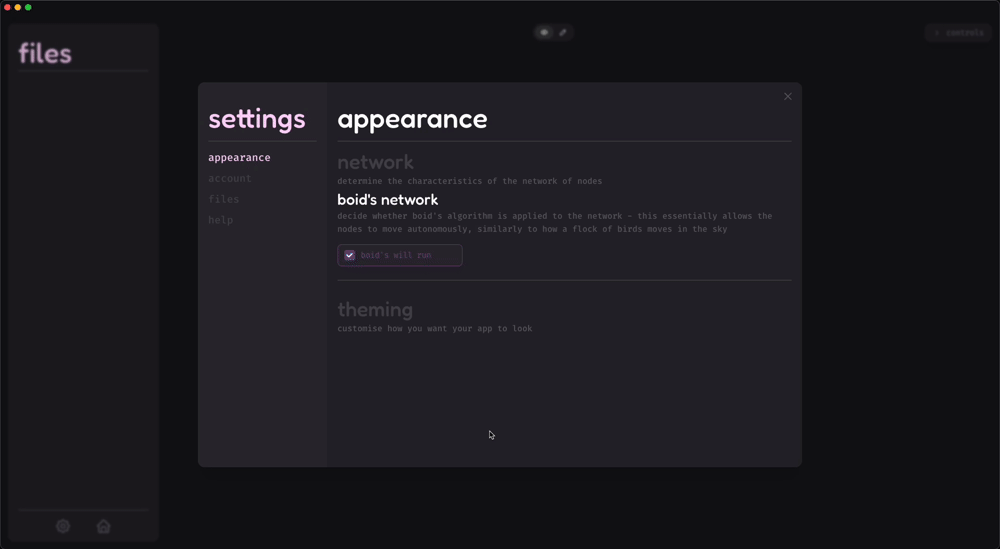 files
+ controls
settings
appearance
account
files
help
appearance
network
determine the characteristics of the network of nodes
boid's network
decide whether boid's algorithm is applied to the network - this essentially allows the
nodes to move autonomously, similarly to how a flock of birds moves in the sky
boid's will run
theming
customise how you want your app to look